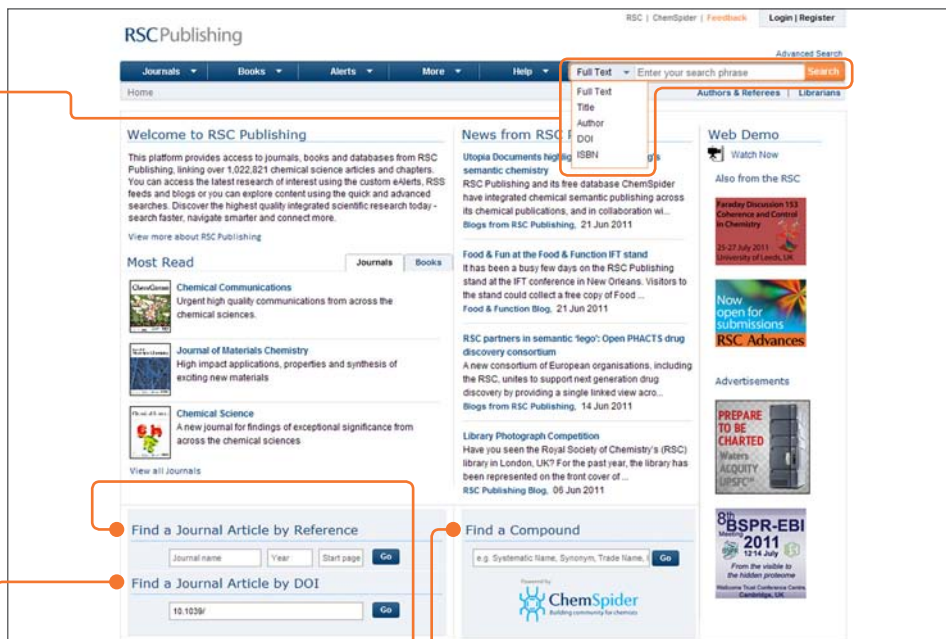 RSC | ChemSpider | Feedback
Login | Register
RSCPublishing
Advanced Search
Journals
Books
Alerts
More
Help
Full Text
Enter your search phrase
Search
Home
Authors & Referees | Librarians
Full Text
Title
Author
DOI
ISBN
Welcome to RSC Publishing
This platform provides access to journals, books and databases from RSC
Publishing, linking over 1,022,821 chemical science articles and chapters.
You can access the latest research of interest using the custom eAlerts, RSS
feeds and blogs or you can explore content using the quick and advanced
searches. Discover the highest quality integrated scientific research today -
search faster, navigate smarter and connect more.
View more about RSC Publishing
Most Read
Journals
Books
Chemical Communications
Urgent high quality communications from across the
chemical sciences.
Journal of Materials Chemistry
High impact applications, properties and synthesis of
exciting new materials
Chemical Science
A new journal for findings of exceptional significance from
across the chemical sciences
View all Journals
News from RSC
Utopia Documents
semantic chemistry
RSC Publishing and its free database ChemSpider
have integrated chemical semantic publishing across
its chemical publications, and in collaboration wi...
Blogs from RSC Publishing, 21 Jun 2011
Food & Fun at the Food & Function IFT stand
It has been a busy few days on the RSC Publishing
stand at the IFT conference in New Orleans. Visitors to
the stand could collect a free copy of Food ...
Food & Function Blog, 21 Jun 2011
RSC partners in semantic 'lego': Open PHACTS drug
discovery consortium
A new consortium of European organisations, including
the RSC, unites to support next generation drug
discovery by providing a single linked view acro...
Blogs from RSC Publishing, 14 Jun 2011
Library Photograph Competition
Have you seen the Royal Society of Chemistry's (RSC)
library in London, UK? For the past year, the library has
been represented on the front cover of ...
RSC Publishing Blog, 06 Jun 2011
Web Demo
Watch Now
Also from the RSC
Faraday Discussion 153
Coherence and Control
in Chemistry
25-27 July 2011
University of Leeds, UK
Now
open for
submissions
RSC Advances
Advertisements
PREPARE
TO BE
CHARTED
Waters
ACQUITY
UPSFC™
8th
BSPR-EBI
Meeting 2011
12-14 July
From the visible to
the hidden proteome
Wellcome Trust Conference Centre
Cambridge, UK
Find a Journal Article by Reference
Journal name
Year
Start page
Go
Find a Journal Article by DOI
10.1039/
Go
Find a Compound
e.g. Systematic Name, Synonym, Trade Name,
Go
Powered by
ChemSpider
Building community for chemists